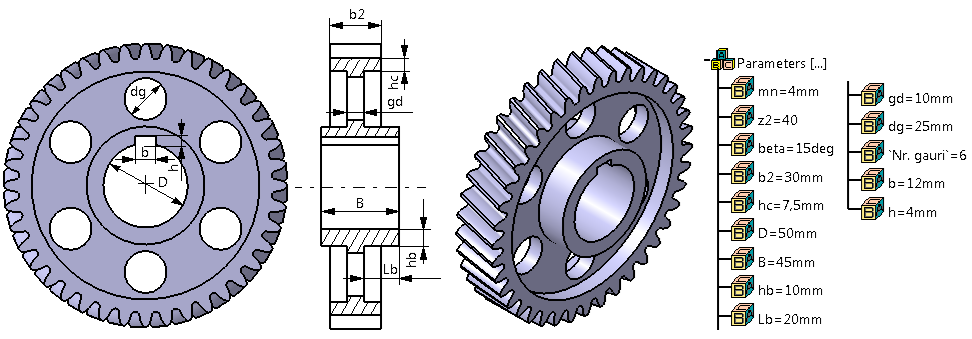 b2
hc
gd
dg
b
h
D
B
Lb
hb
Parameters [...]
mn=4mm
z2=40
beta=15deg
b2=30mm
hc=7,5mm
D=50mm
B=45mm
hb=10mm
Lb=20mm
gd=10mm
dg=25mm
`Nr. gauri`=6
b=12mm
h=4mm